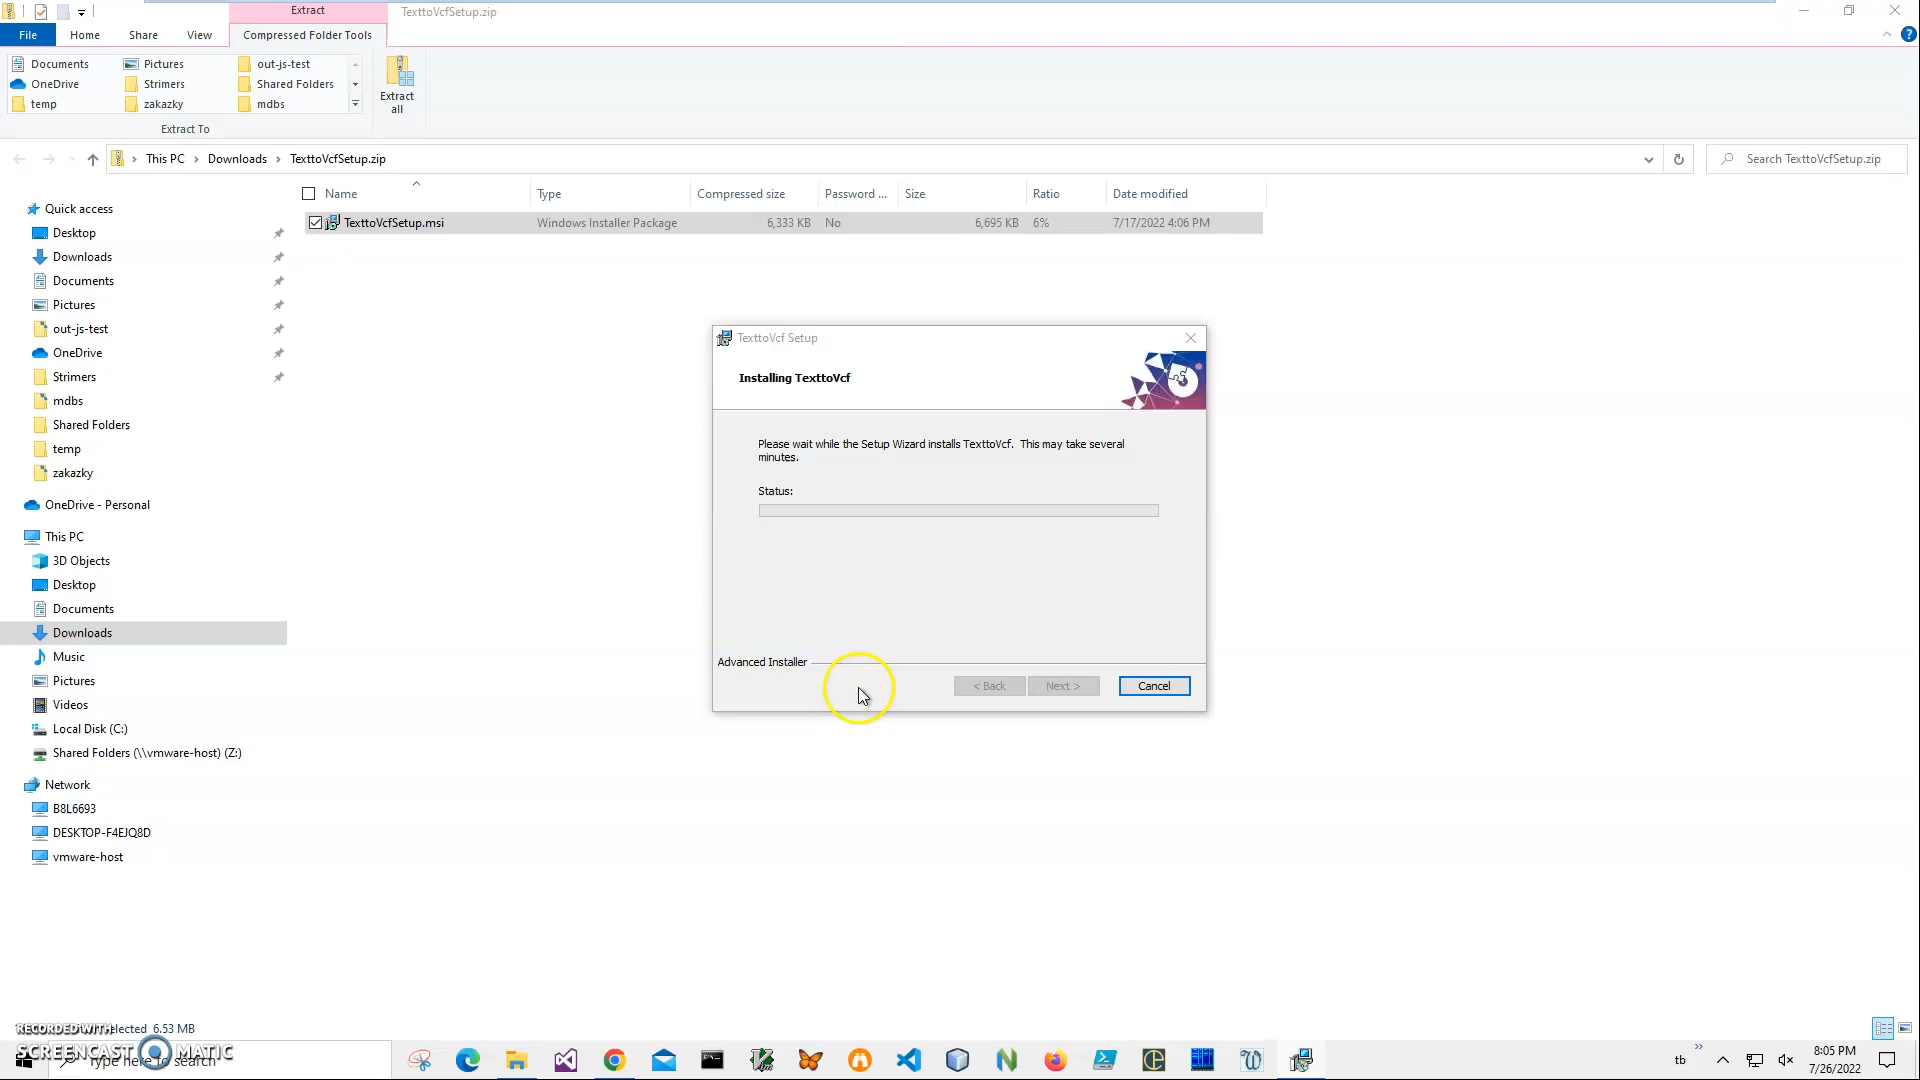 Extract
TexttoVcfSetup.zip
File
Home
Share
View
Compressed Folder Tools
Documents
Pictures
out-js-test
OneDrive
Strimers
Shared Folders
temp
zakazky
mdbs
Extract all
Extract To
This PC > Downloads > TexttoVcfSetup.zip
Search TexttoVcfSetup.zip
Name
Type
Compressed size
Password ...
Size
Ratio
Date modified
TexttoVcfSetup.msi
Windows Installer Package
6,333 KB
No
6,695 KB
6%
7/17/2022 4:06 PM
Quick access
Desktop
Downloads
Documents
Pictures
out-js-test
OneDrive
Strimers
mdbs
Shared Folders
temp
zakazky
OneDrive - Personal
This PC
3D Objects
Desktop
Documents
Downloads
Music
Pictures
Videos
Local Disk (C:)
Shared Folders (\\vmware-host) (Z:)
Network
B8L6693
DESKTOP-F4EJQ8D
vmware-host
TexttoVcf Setup
Installing TexttoVcf
Please wait while the Setup Wizard installs TexttoVcf. This may take several
minutes.
Status:
Advanced Installer
< Back
Next >
Cancel
RECORDED WITH
6.53 MB
SCREENCAST MATIC
Type here to search
tb
8:05 PM
7/26/2022